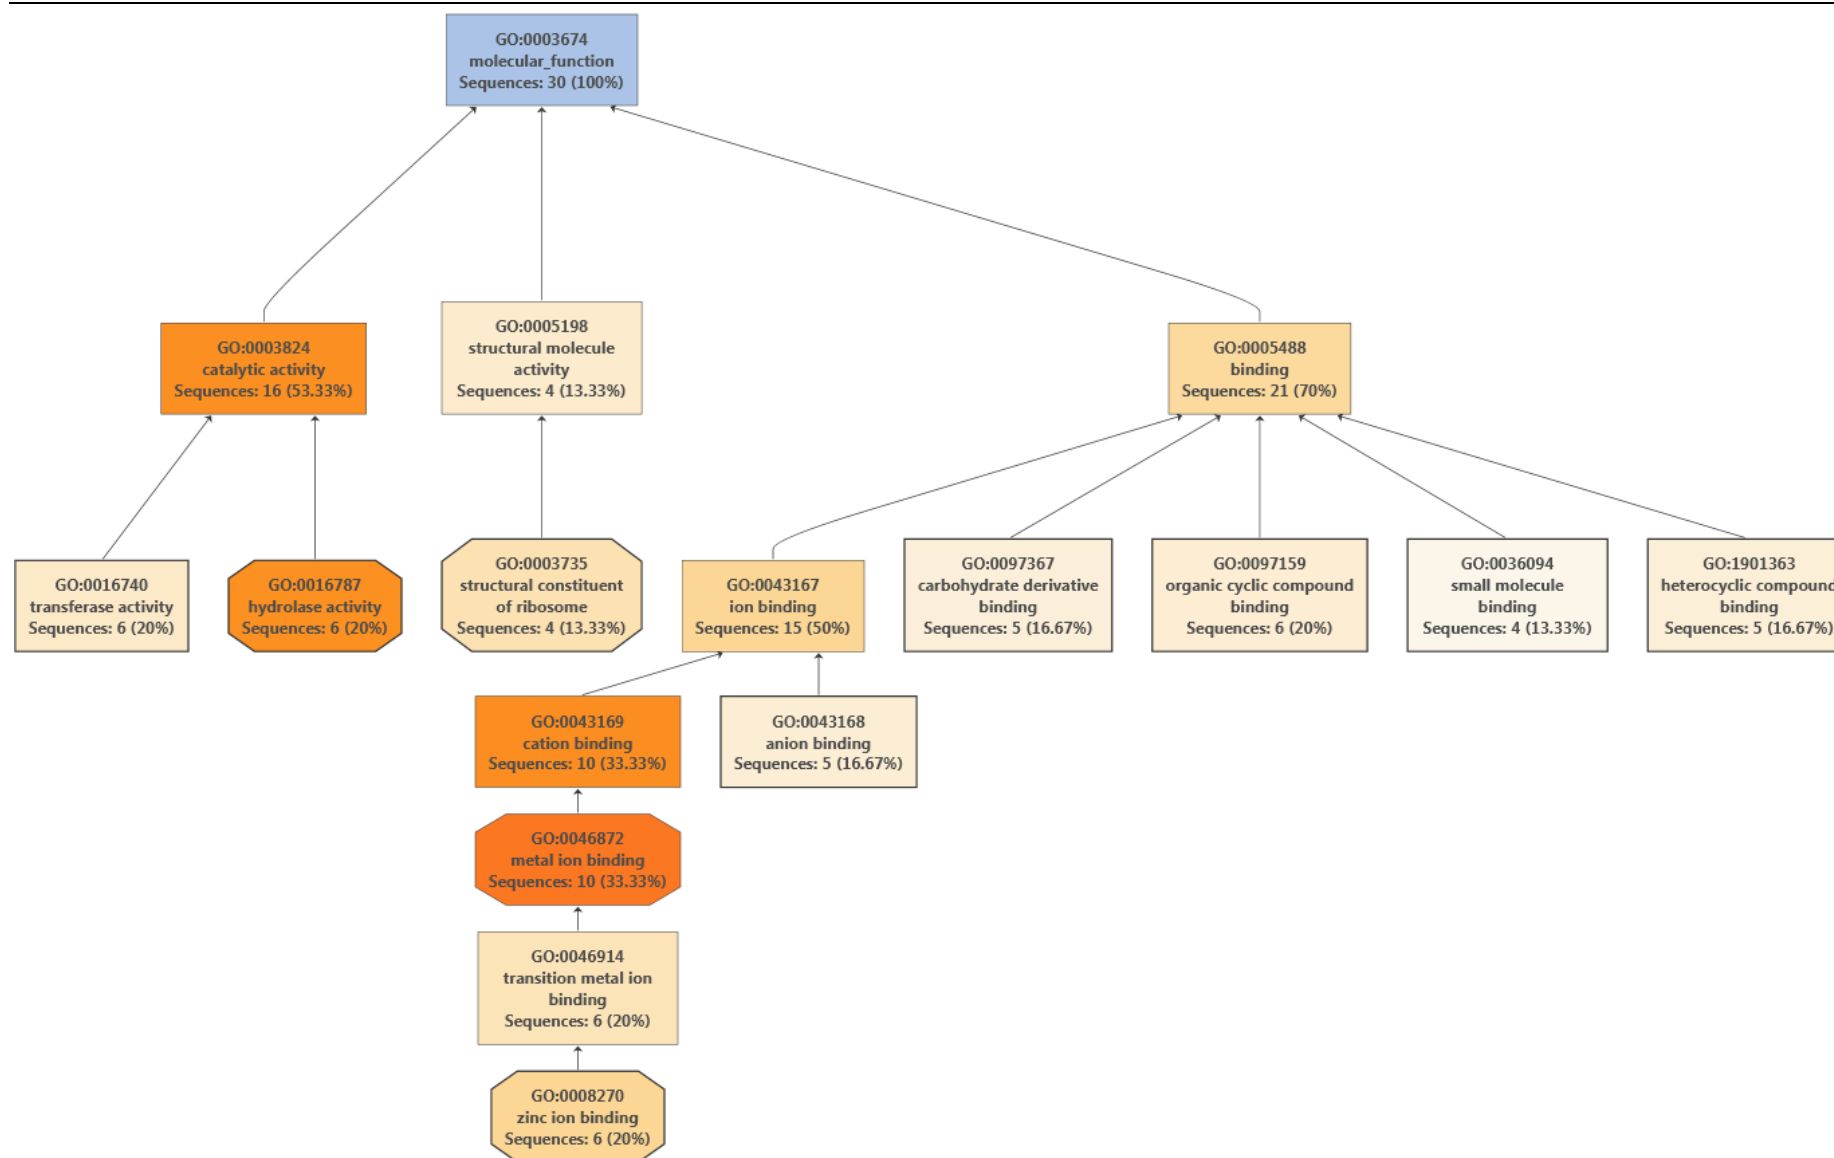 GO:0003674
molecular_function
Sequences: 30 (100%)
GO:0003824
catalytic activity
Sequences: 16 (53.33%)
GO:0005198
structural molecule
activity
Sequences: 4 (13.33%)
GO:0005488
binding
Sequences: 21 (70%)
GO:0016740
transferase activity
Sequences: 6 (20%)
GO:0016787
hydrolase activity
Sequences: 6 (20%)
GO:0003735
structural constituent
of ribosome
Sequences: 4 (13.33%)
GO:0043167
ion binding
Sequences: 15 (50%)
GO:0097367
carbohydrate derivative
binding
Sequences: 5 (16.67%)
GO:0097159
organic cyclic compound
binding
Sequences: 6 (20%)
GO:0036094
small molecule
binding
Sequences: 4 (13.33%)
GO:1901363
heterocyclic compound
binding
Sequences: 5 (16.67%)
GO:0043169
cation binding
Sequences: 10 (33.33%)
GO:0043168
anion binding
Sequences: 5 (16.67%)
GO:0046872
metal ion binding
Sequences: 10 (33.33%)
GO:0046914
transition metal ion
binding
Sequences: 6 (20%)
GO:0008270
zinc ion binding
Sequences: 6 (20%)